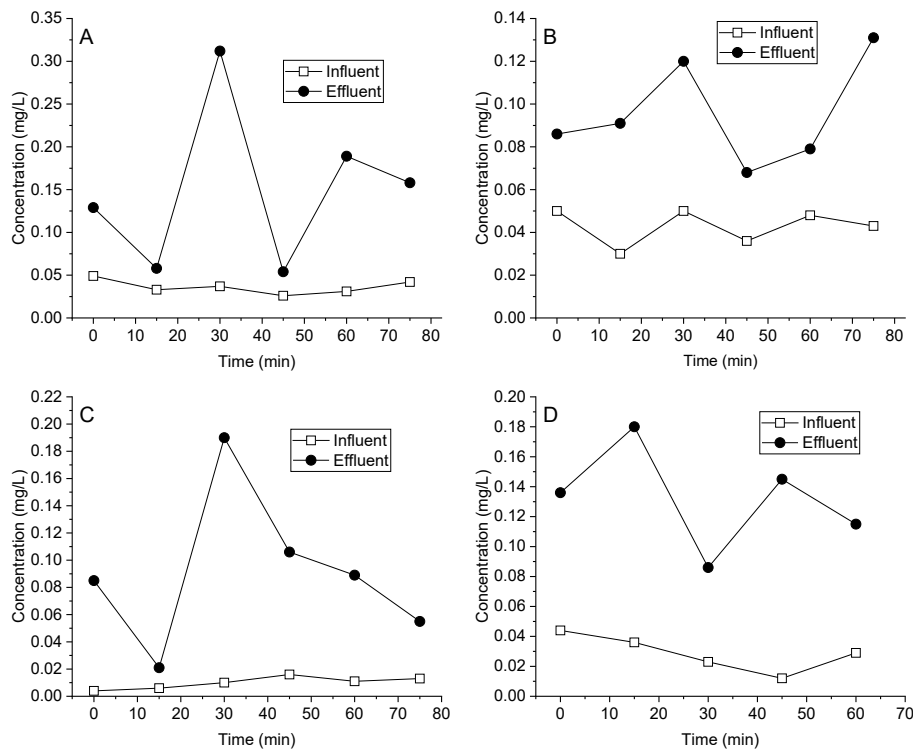 A
Influent
Effluent
Concentration (mg/L)
0.35
0.30
0.25
0.20
0.15
0.10
0.05
0.00
0 10 20 30 40 50 60 70 80
Time (min)
B
Influent
Effluent
Concentration (mg/L)
0.14
0.12
0.10
0.08
0.06
0.04
0.02
0.00
0 10 20 30 40 50 60 70 80
Time (min)
C
Influent
Effluent
Concentration (mg/L)
0.22
0.20
0.18
0.16
0.14
0.12
0.10
0.08
0.06
0.04
0.02
0.00
0 10 20 30 40 50 60 70 80
Time (min)
D
Influent
Effluent
Concentration (mg/L)
0.20
0.18
0.16
0.14
0.12
0.10
0.08
0.06
0.04
0.02
0.00
0 10 20 30 40 50 60 70
Time (min)